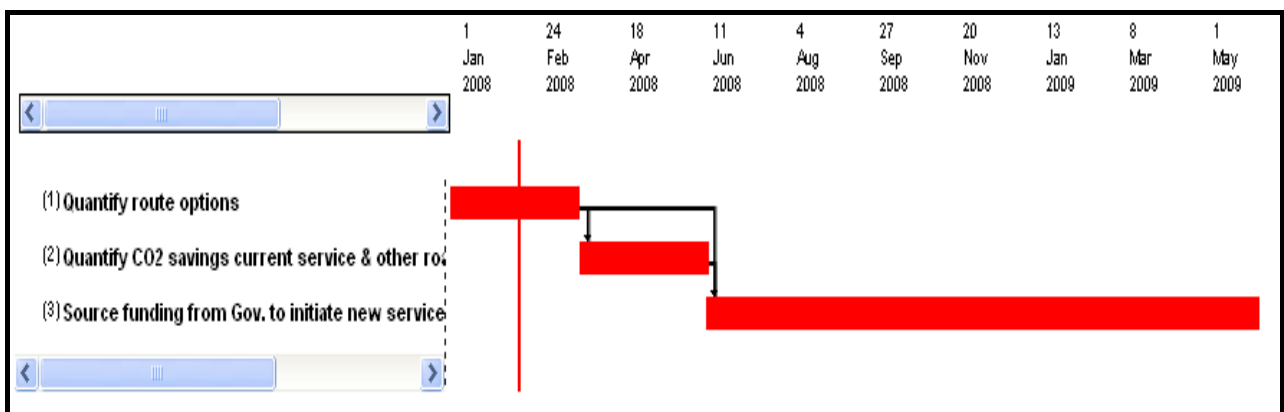 1 24 18 11 4 27 20 13 8 1
Jan Feb Apr Jun Aug Sep Nov Jan Mar May
2008 2008 2008 2008 2008 2008 2008 2009 2009 2009
(1) Quantify route options
(2) Quantify CO2 savings current service & other
(3) Source funding from Gov. to initiate new service